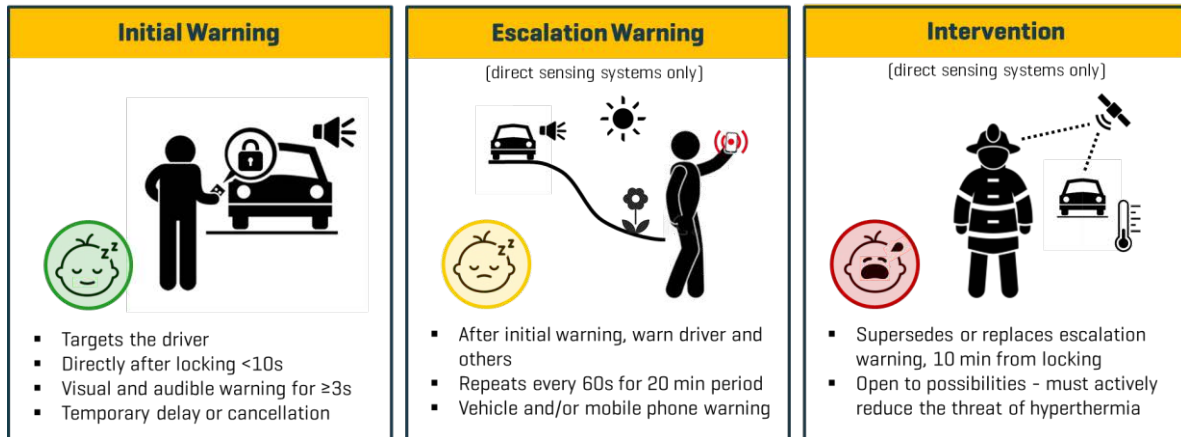 Initial Warning
z z
▪ Targets the driver
▪ Directly after locking <10s
▪ Visual and audible warning for ≥3s
▪ Temporary delay or cancellation
Escalation Warning
(direct sensing systems only)
z z
▪ After initial warning, warn driver and
others
▪ Repeats every 60s for 20 min period
▪ Vehicle and/or mobile phone warning
Intervention
(direct sensing systems only)
▪ Supersedes or replaces escalation
warning, 10 min from locking
▪ Open to possibilities - must actively
reduce the threat of hyperthermia